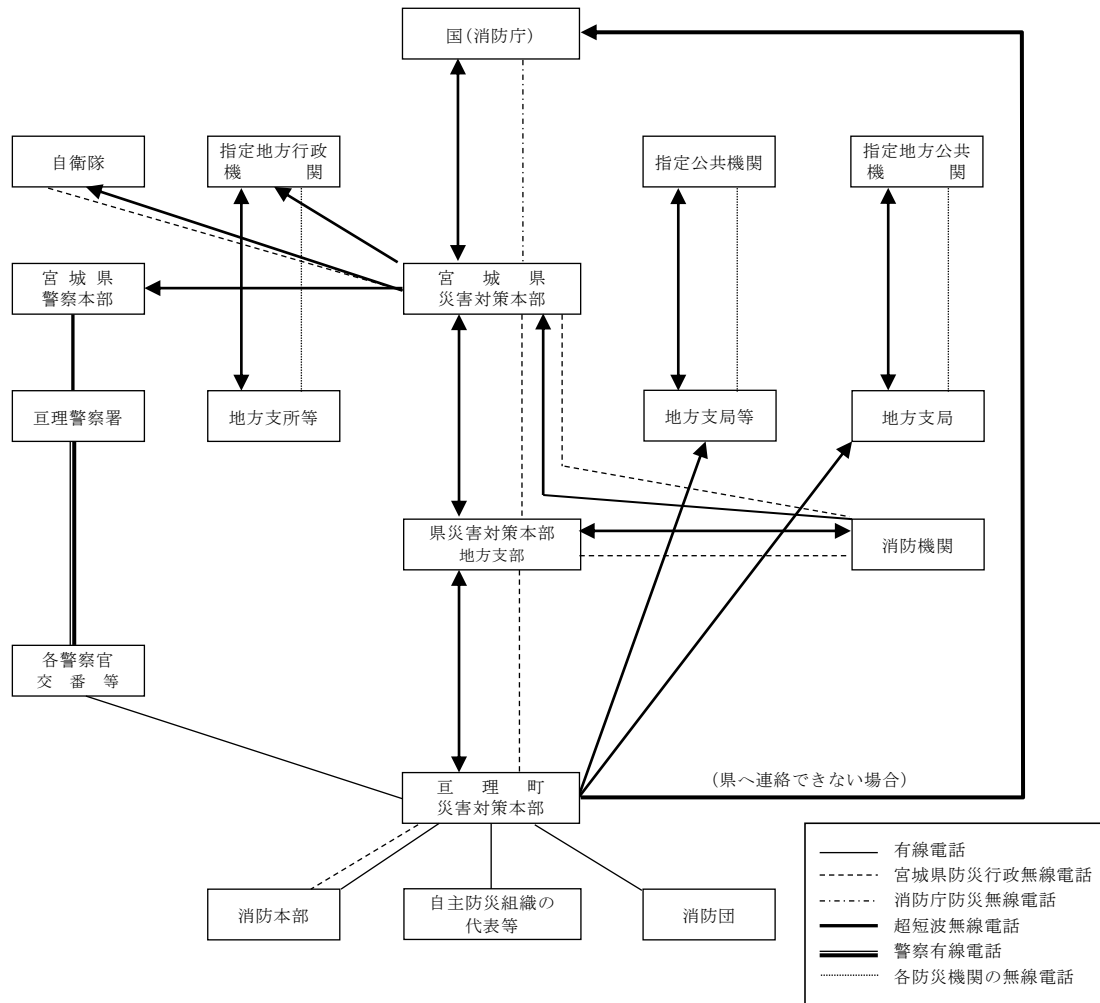 国(消防庁)
自衛隊
指定地方行政
機　　　関
指定公共機関
指定地方公共
機　　　関
宮 城 県
警察本部
宮　城　県
災害対策本部
亘理警察署
地方支所等
地方支局等
地方支局
県災害対策本部
地方支部
消防機関
各警察官
交 番 等
(県へ連絡できない場合)
亘　理　町
災害対策本部
消防本部
自主防災組織の
代表等
消防団
有線電話
宮城県防災行政無線電話
消防庁防災無線電話
超短波無線電話
警察有線電話
各防災機関の無線電話